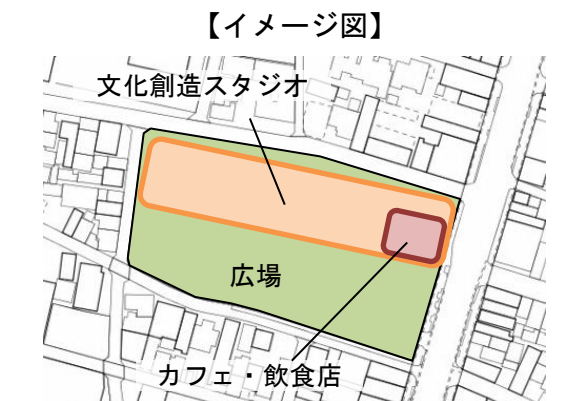 【イメージ図】
文化創造スタジオ
広場
カフェ・飲食店